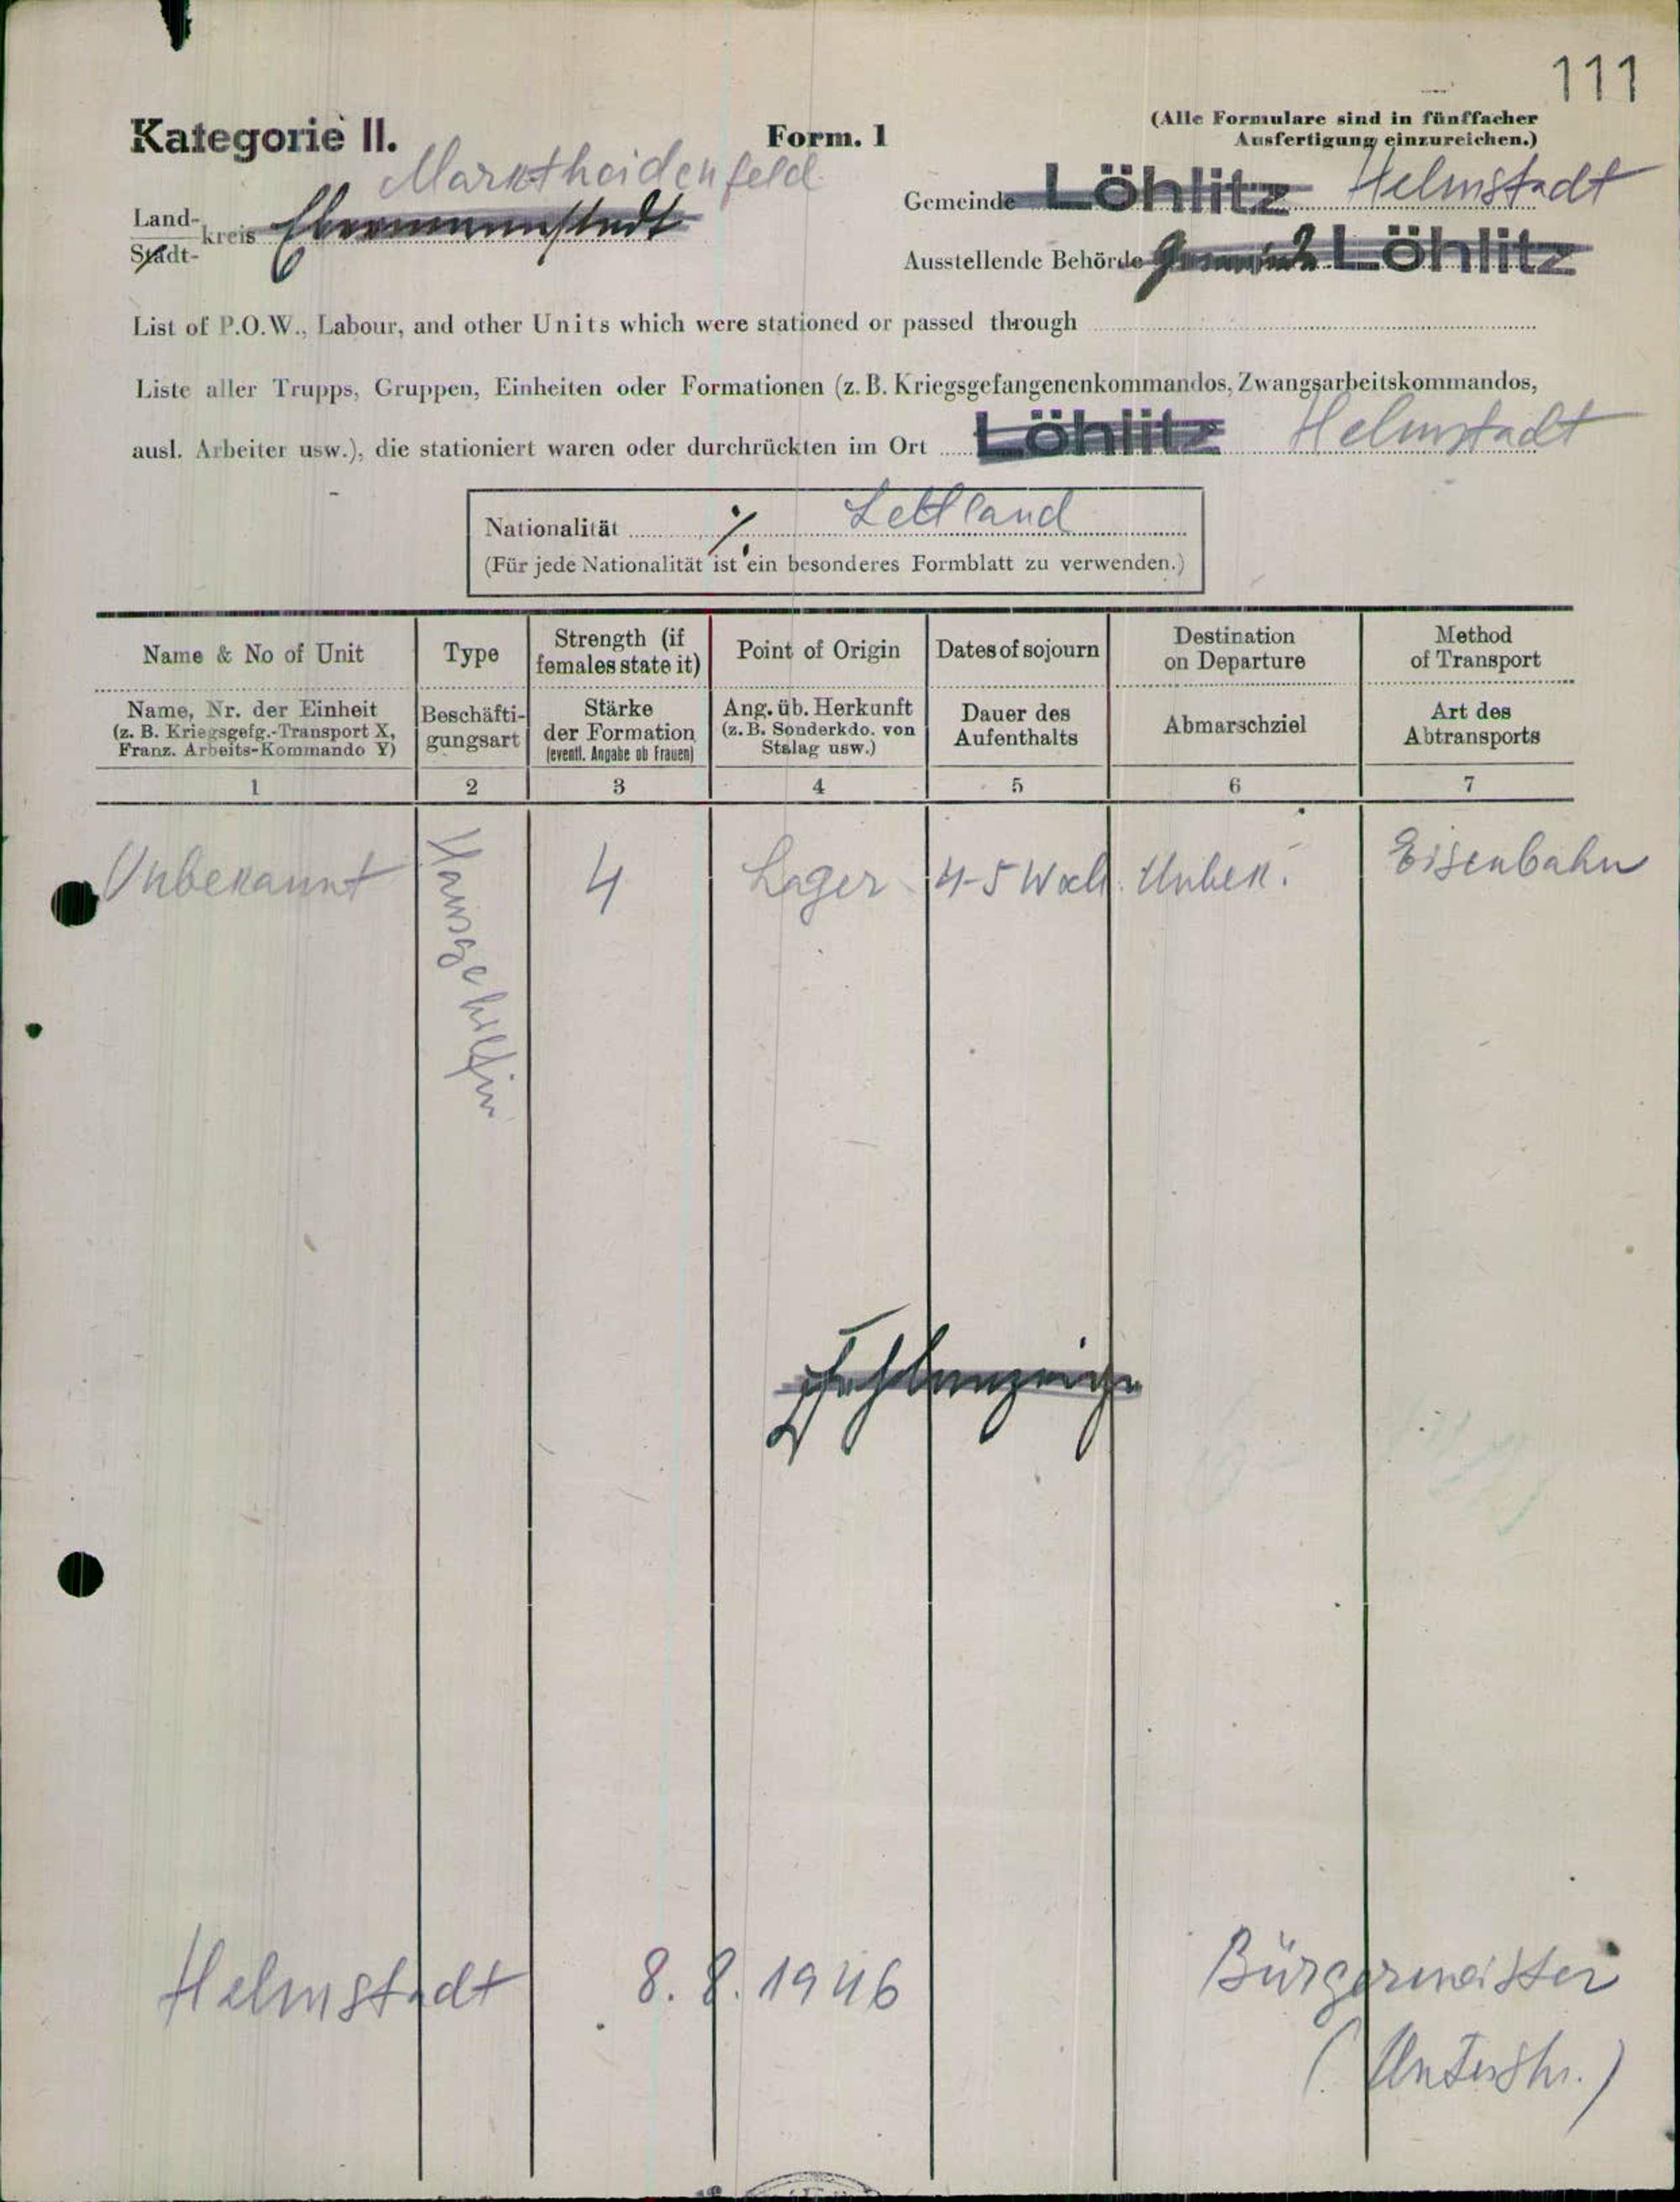 111
Kategorie II.
Form. 1
(Alle Formulare sind in fünffacher
Ausfertigung einzureichen.)
Marktheidenfeld
Land-
Stadt-
kreis Ebermannstadt
Gemeinde Löhlitz Helmstadt
Ausstellende Behörde Gemeinde Löhlitz
List of P.O.W., Labour, and other Units which were stationed or passed through
Liste aller Trupps, Gruppen, Einheiten oder Formationen (z. B. Kriegsgefangenenkommandos, Zwangsarbeitskommandos,
ausl. Arbeiter usw.), die stationiert waren oder durchrückten im Ort Löhlitz Helmstadt
Nationalität ./. Lettland
(Für jede Nationalität ist ein besonderes Formblatt zu verwenden.)
Name & No of Unit
Type
Strength (if
females state it)
Point of Origin
Dates of sojourn
Destination
on Departure
Method
of Transport
Name, Nr. der Einheit
(z. B. Kriegsgefg.-Transport X,
Franz. Arbeits-Kommando Y)
Beschäfti-
gungsart
Stärke
der Formation
(eventl. Angabe ob Frauen)
Ang. üb. Herkunft
(z. B. Sonderkdo. von
Stalag usw.)
Dauer des
Aufenthalts
Abmarschziel
Art des
Abtransports
1 2 3 4 5 6 7
Unbekannt Hausgehilfin 4 Lager 4-5 Woch. Unbek. Eisenbahn
Fehlanzeige
Helmstadt 8.8.1946 Bürgermeister
(Untersch.)